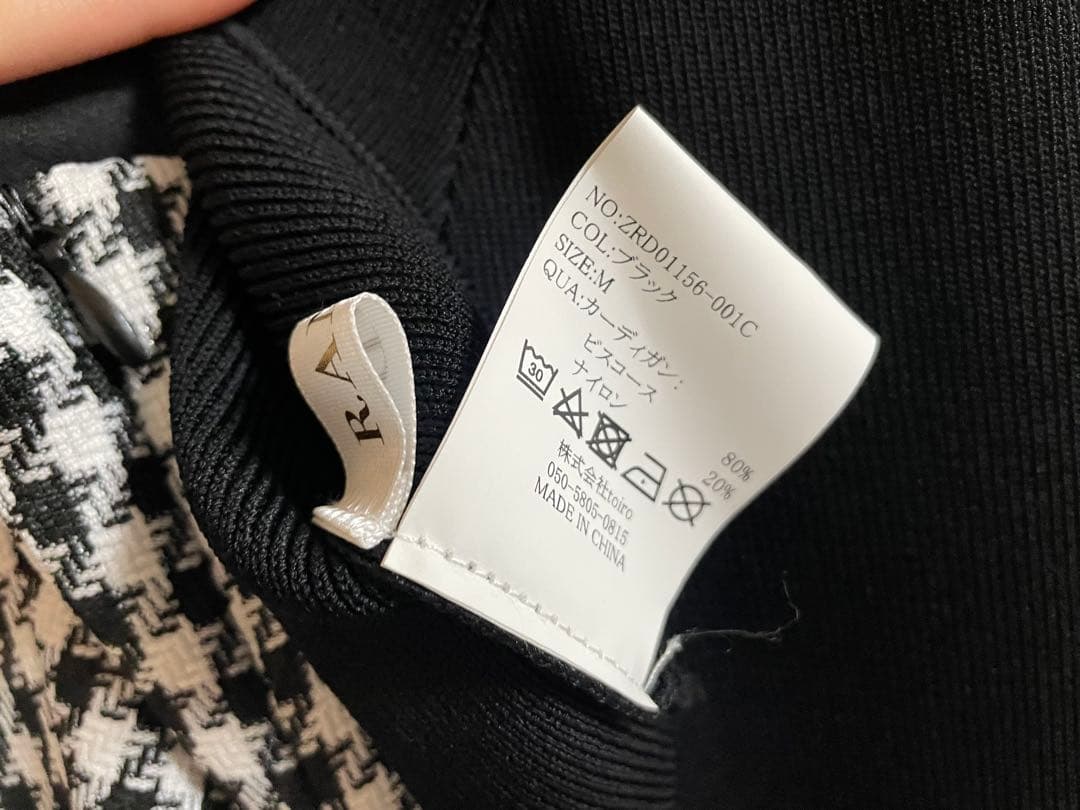 NO:ZRD01156-001C
COL:ブラック
SIZE:M
QUA:カーディガン:
ビスコース 80%
ナイロン 20%
30
株式会社toiro
050-5805-0815
MADE IN CHINA
RA